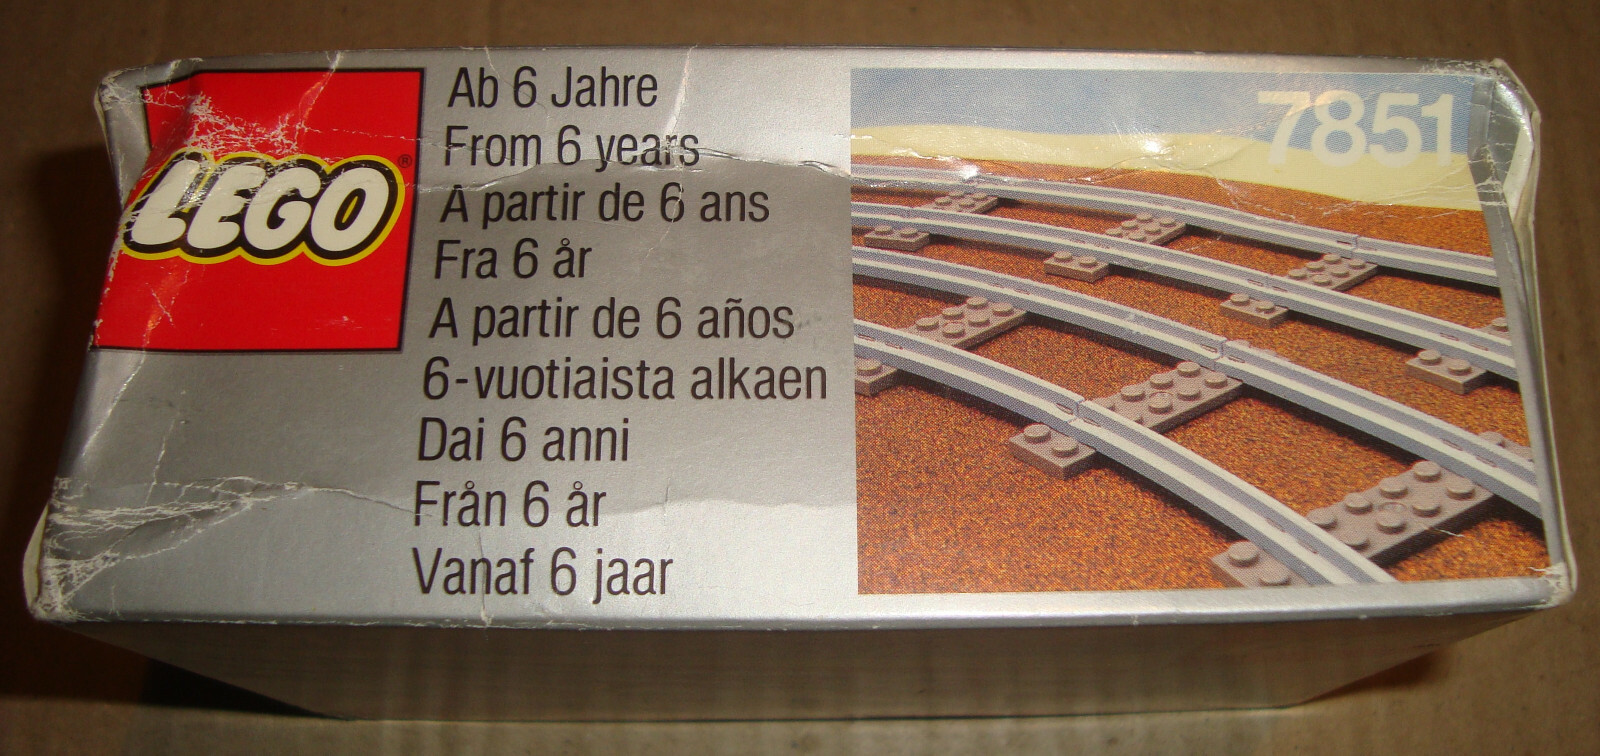 LEGO®
Ab 6 Jahre
From 6 years
A partir de 6 ans
Fra 6 år
A partir de 6 años
6-vuotiaista alkaen
Dai 6 anni
Från 6 år
Vanaf 6 jaar
7851